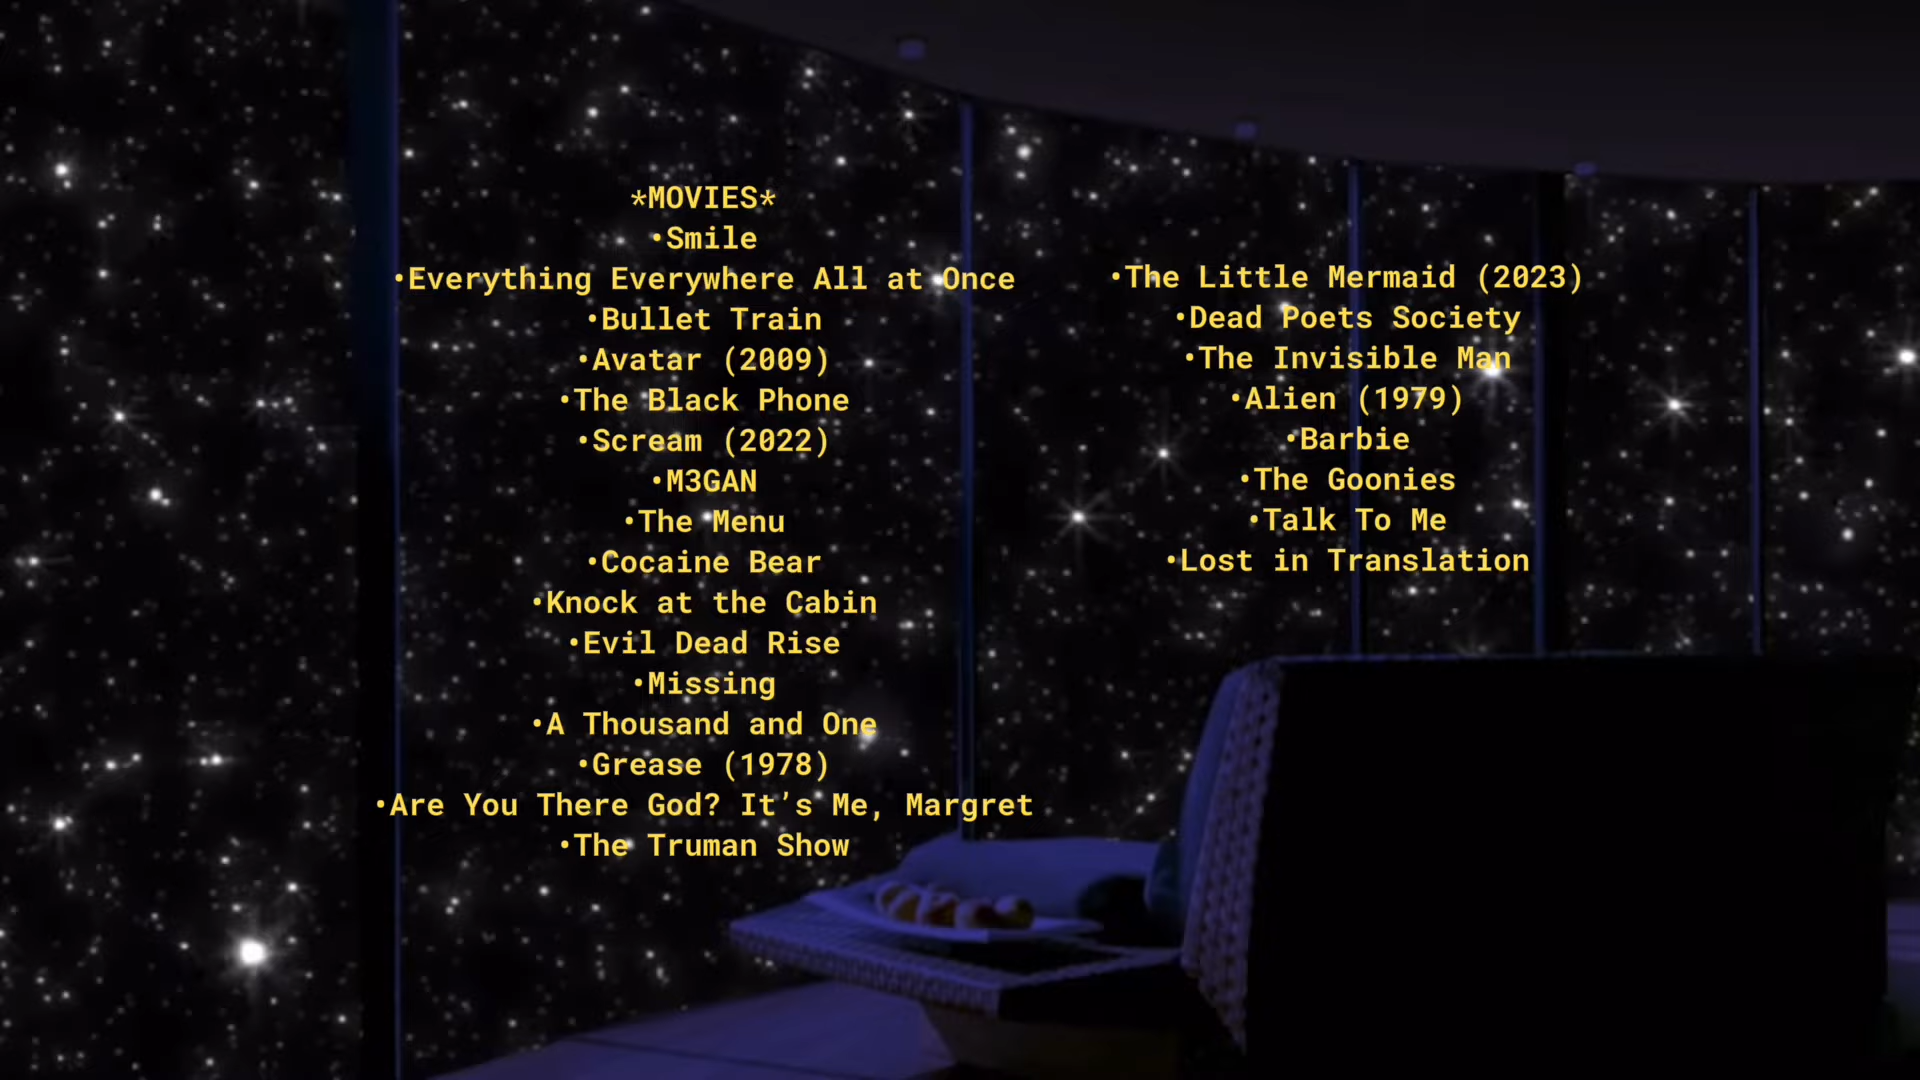 *MOVIES*
•Smile
•Everything Everywhere All at Once
•Bullet Train
•Avatar (2009)
•The Black Phone
•Scream (2022)
•M3GAN
•The Menu
•Cocaine Bear
•Knock at the Cabin
•Evil Dead Rise
•Missing
•A Thousand and One
•Grease (1978)
•Are You There God? It’s Me, Margret
•The Truman Show
•The Little Mermaid (2023)
•Dead Poets Society
•The Invisible Man
•Alien (1979)
•Barbie
•The Goonies
•Talk To Me
•Lost in Translation